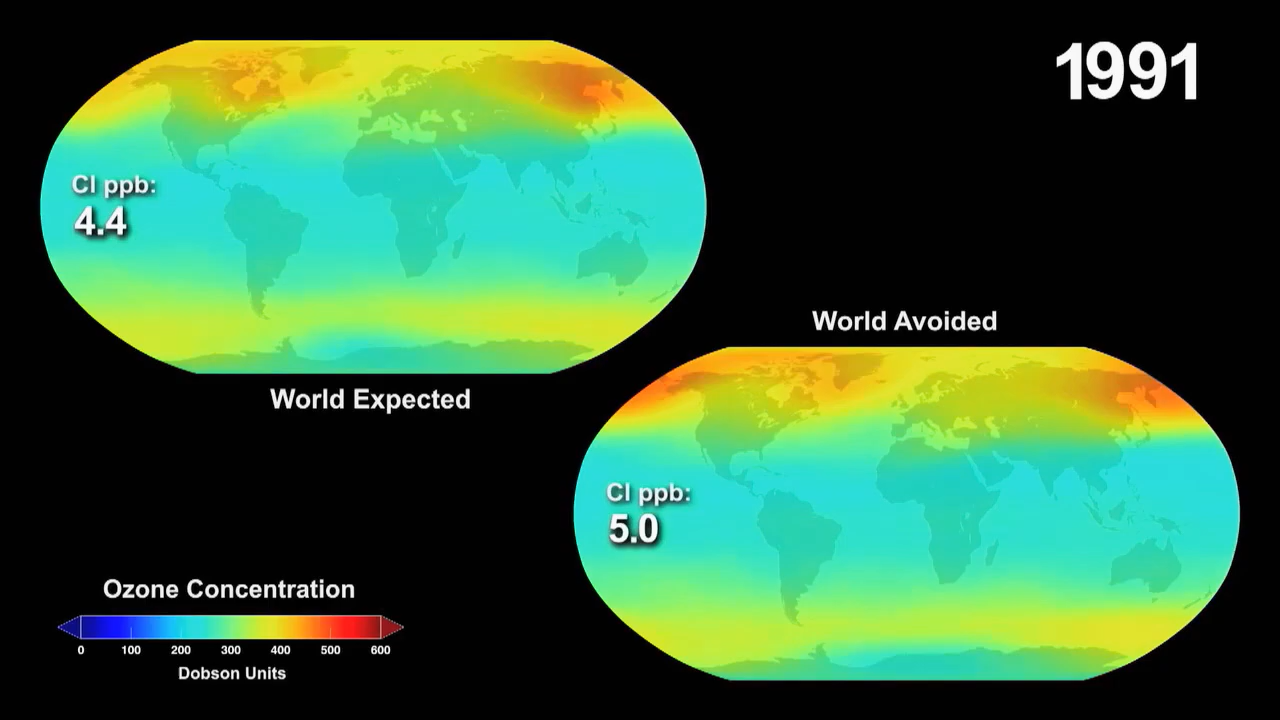 1991
Cl ppb:
4.4
World Expected
World Avoided
Cl ppb:
5.0
Ozone Concentration
0 100 200 300 400 500 600
Dobson Units